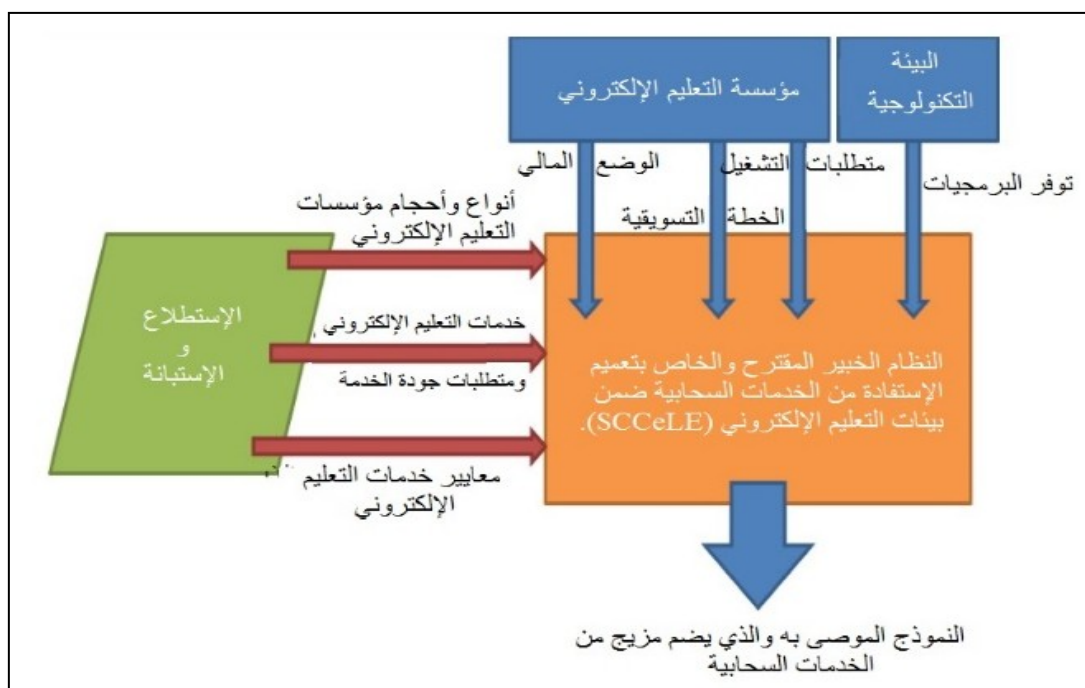 البيئة
التكنولوجية
مؤسسة التعليم الإلكتروني
توفر البرمجيات
متطلبات التشغيل
الوضع المالي
الخطة التسويقية
أنواع وأحجام مؤسسات
التعليم الإلكتروني
خدمات التعليم الإلكتروني
ومتطلبات جودة الخدمة
معايير خدمات التعليم
الإلكتروني
الإستطلاع
و
الإستبانة
النظام الخبير المقترح والخاص بتعميم
الإستفادة من الخدمات السحابية ضمن
بيئات التعليم الإلكتروني (SCCeLE).
النموذج الموصى به والذي يضم مزيج من
الخدمات السحابية